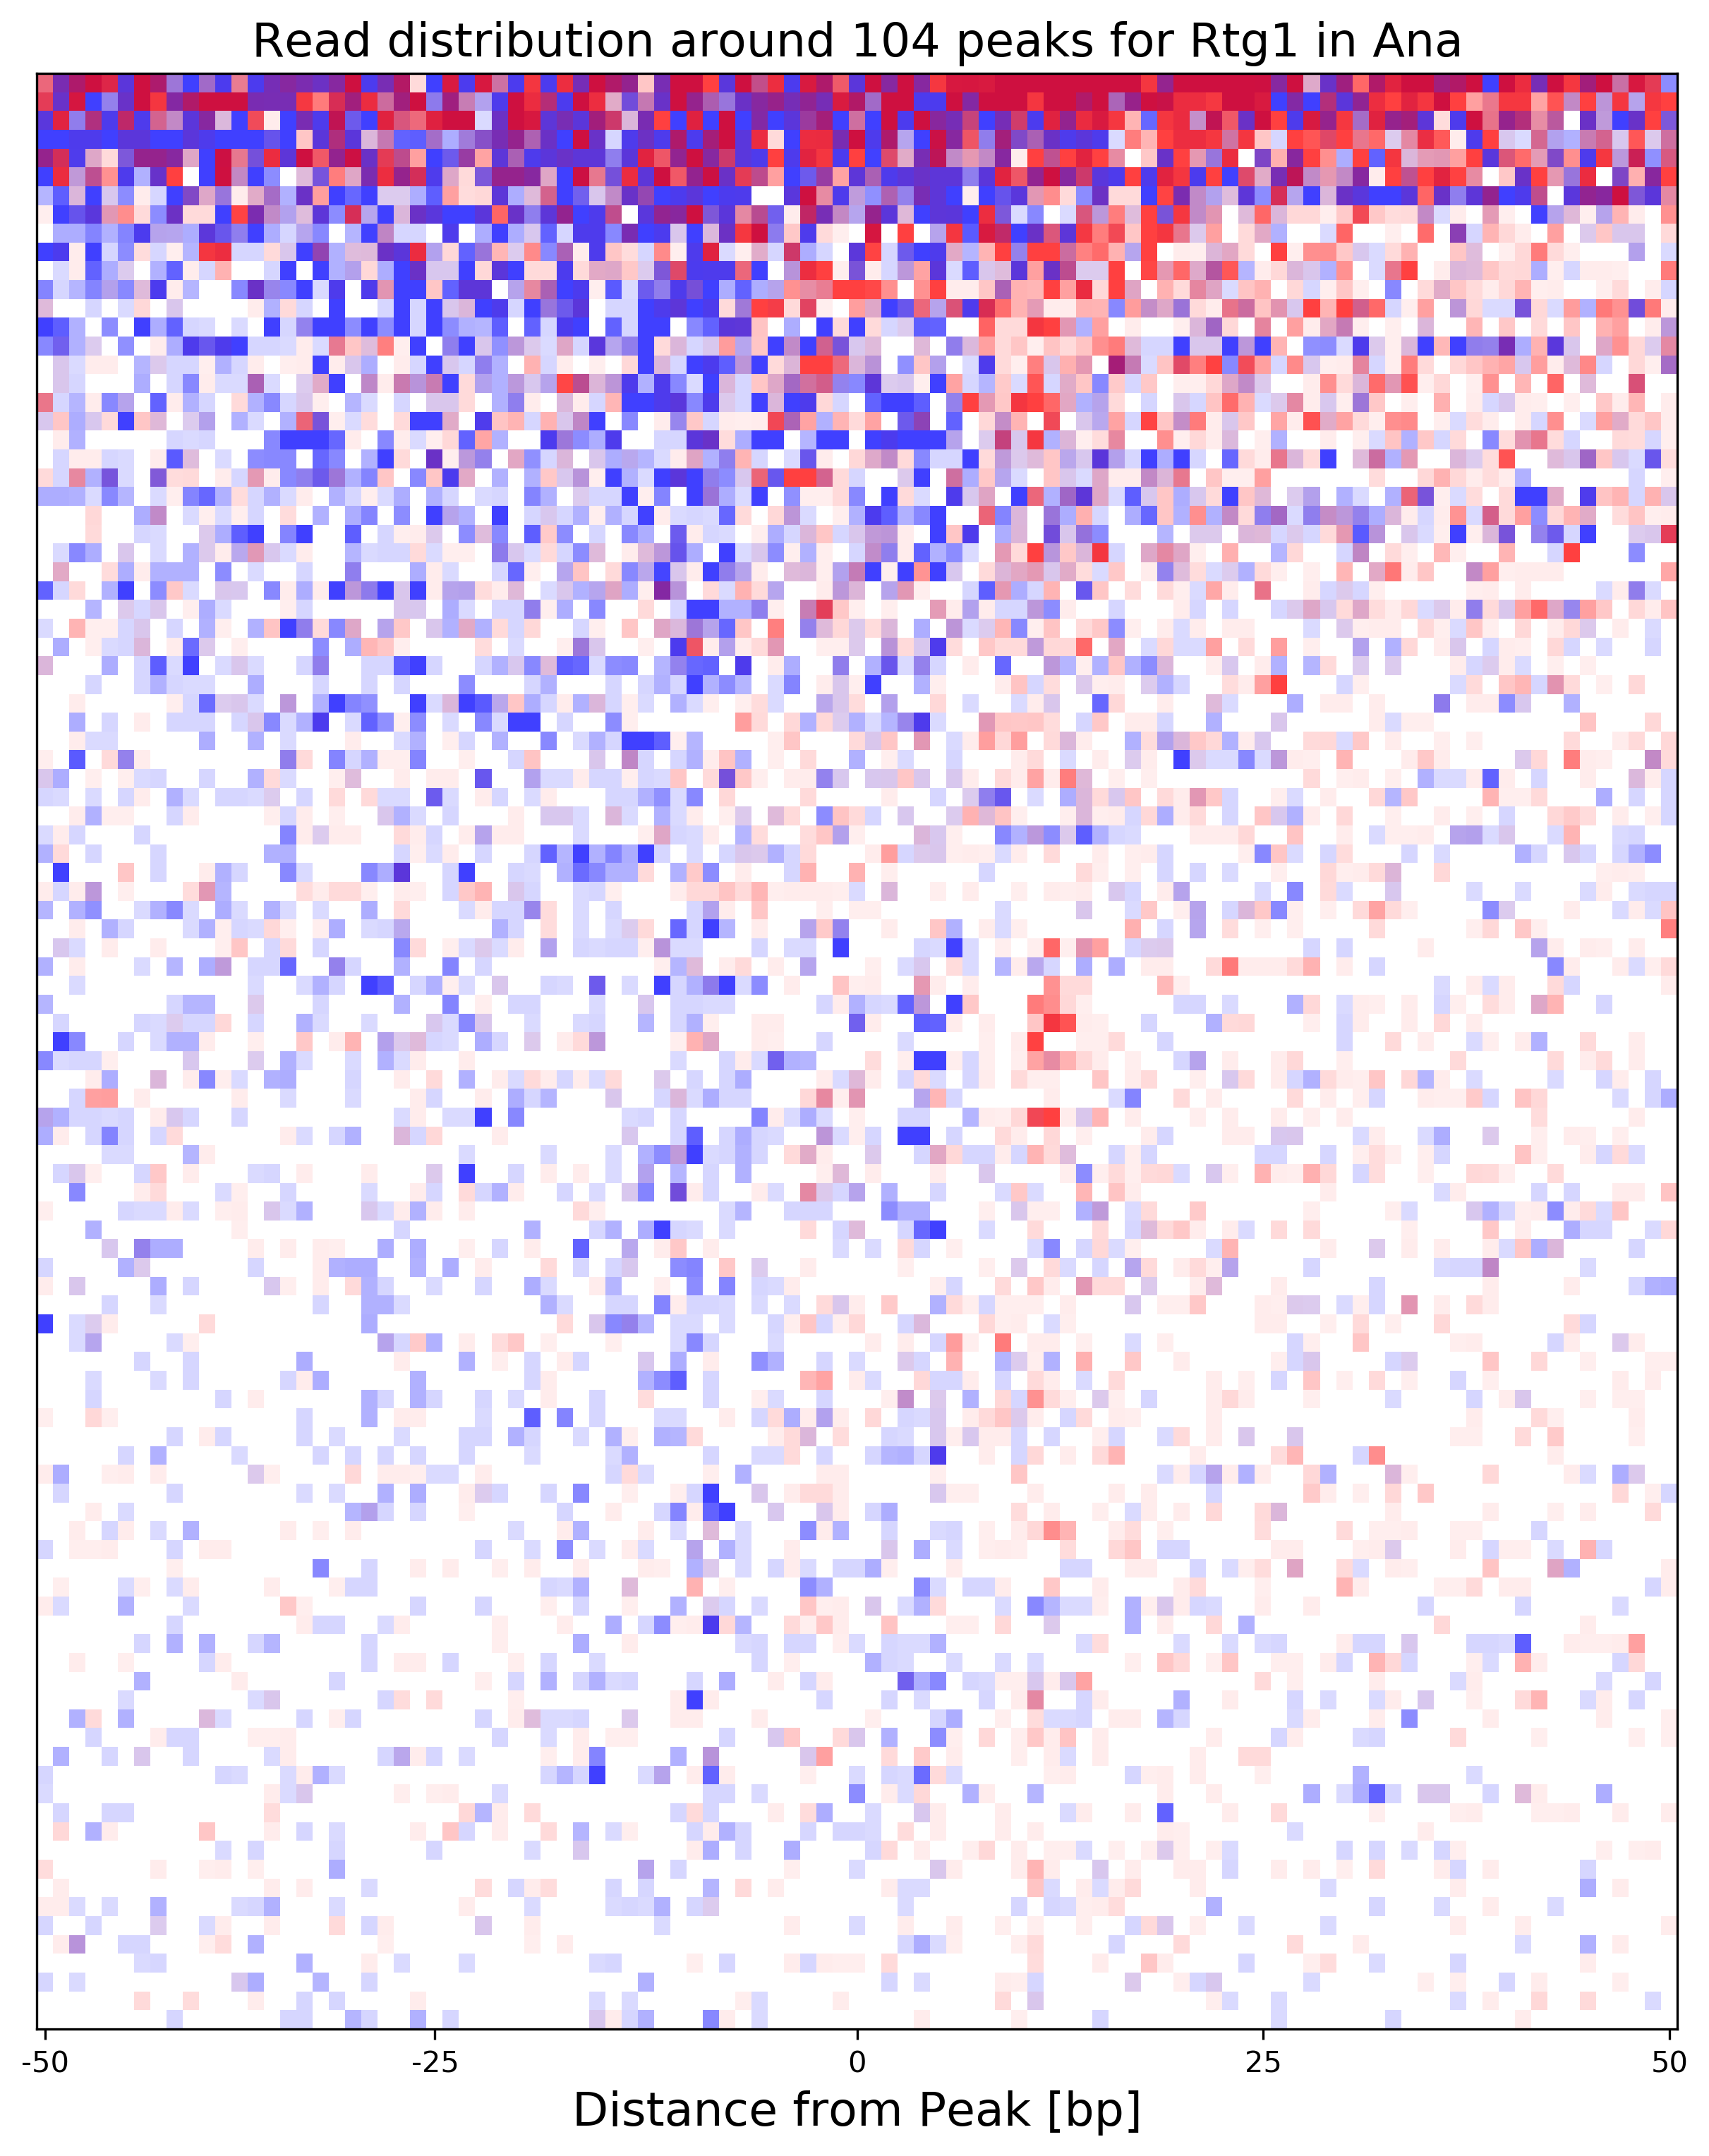 Read distribution around 104 peaks for Rtg1 in Ana
-50 -25 0 25 50
Distance from Peak [bp]